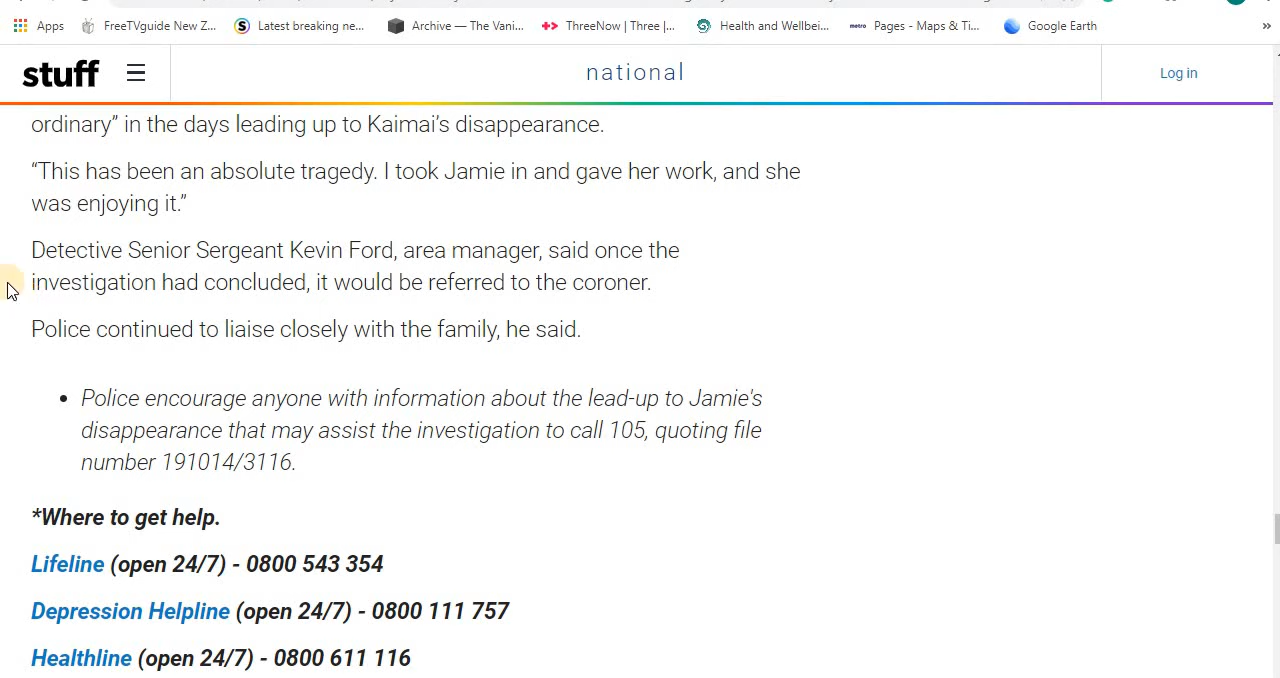 Apps FreeTVguide New Z... Latest breaking ne... Archive — The Vani... ThreeNow | Three |... Health and Wellbei... metro Pages - Maps & Ti... Google Earth »
stuff national Log in
ordinary” in the days leading up to Kaimai’s disappearance.
“This has been an absolute tragedy. I took Jamie in and gave her work, and she
was enjoying it.”
Detective Senior Sergeant Kevin Ford, area manager, said once the
investigation had concluded, it would be referred to the coroner.
Police continued to liaise closely with the family, he said.
• Police encourage anyone with information about the lead-up to Jamie's
disappearance that may assist the investigation to call 105, quoting file
number 191014/3116.
*Where to get help.
Lifeline (open 24/7) - 0800 543 354
Depression Helpline (open 24/7) - 0800 111 757
Healthline (open 24/7) - 0800 611 116